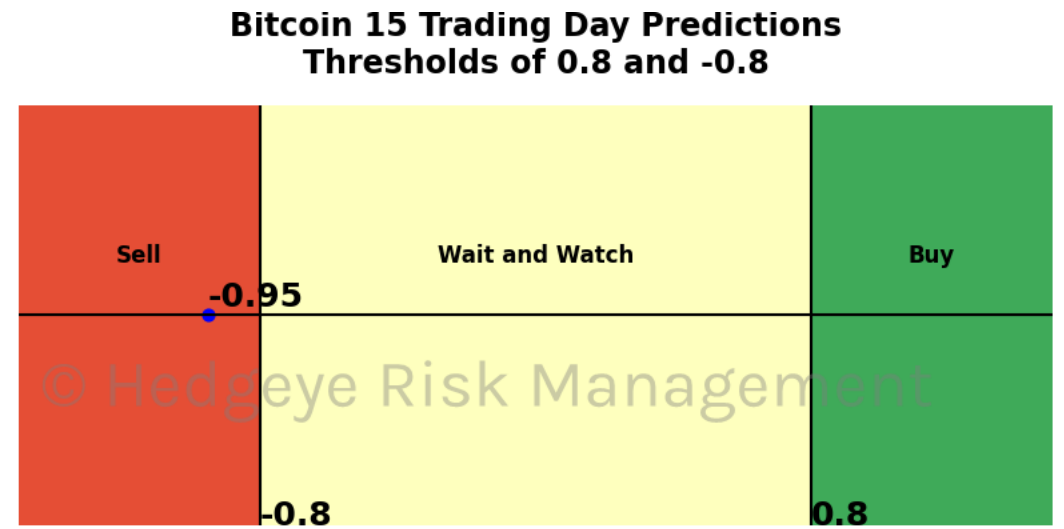 Bitcoin 15 Trading Day Predictions
Thresholds of 0.8 and -0.8
Sell
Wait and Watch
Buy
-0.95
© Hedgeye Risk Management
-0.8
0.8